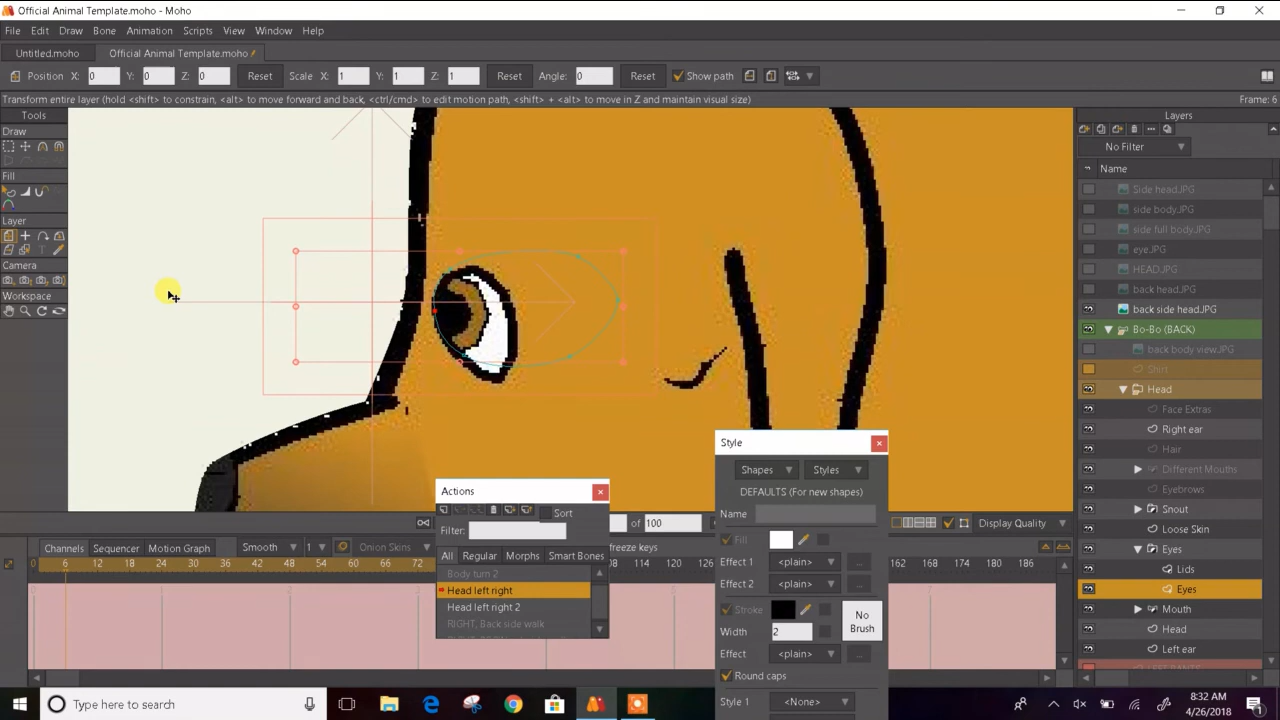 Official Animal Template.moho - Moho
File Edit Draw Bone Animation Scripts View Window Help
Untitled.moho Official Animal Template.moho
Position X: 0 Y: 0 Z: 0 Reset Scale X: 1 Y: 1 Z: 1 Reset Angle: 0 Reset Show path
Transform entire layer (hold <shift> to constrain, <alt> to move forward and back, <ctrl/cmd> to edit motion path, <shift> + <alt> to move in Z and maintain visual size) Frame: 6
Tools
Draw
Fill
Layer
Camera
Workspace
Layers
No Filter
Name
Side head.JPG
side body.JPG
side full body.JPG
eye.JPG
HEAD.JPG
back head.JPG
back side head.JPG
Bo-Bo (BACK)
back body view.JPG
Shirt
Head
Face Extras
Right ear
Hair
Different Mouths
Eyebrows
Snout
Loose Skin
Eyes
Lids
Eyes
Mouth
Head
Left ear
Style
Shapes Styles
DEFAULTS (For new shapes)
Name
Fill
Effect 1 <plain> ...
Effect 2 <plain> ...
Stroke
No Brush
Width 2
Effect <plain> ...
Round caps
Style 1 <None>
Actions
Sort
Filter:
All Regular Morphs Smart Bones
Body turn 2
Head left right
Head left right 2
RIGHT, Back side walk
of 100 Display Quality
Channels Sequencer Motion Graph Smooth 1 Onion Skins freeze keys
0 6 12 18 24 30 36 42 48 54 60 66 72 108 114 120 126 162 168 174 180 186
Type here to search
8:32 AM
4/26/2018